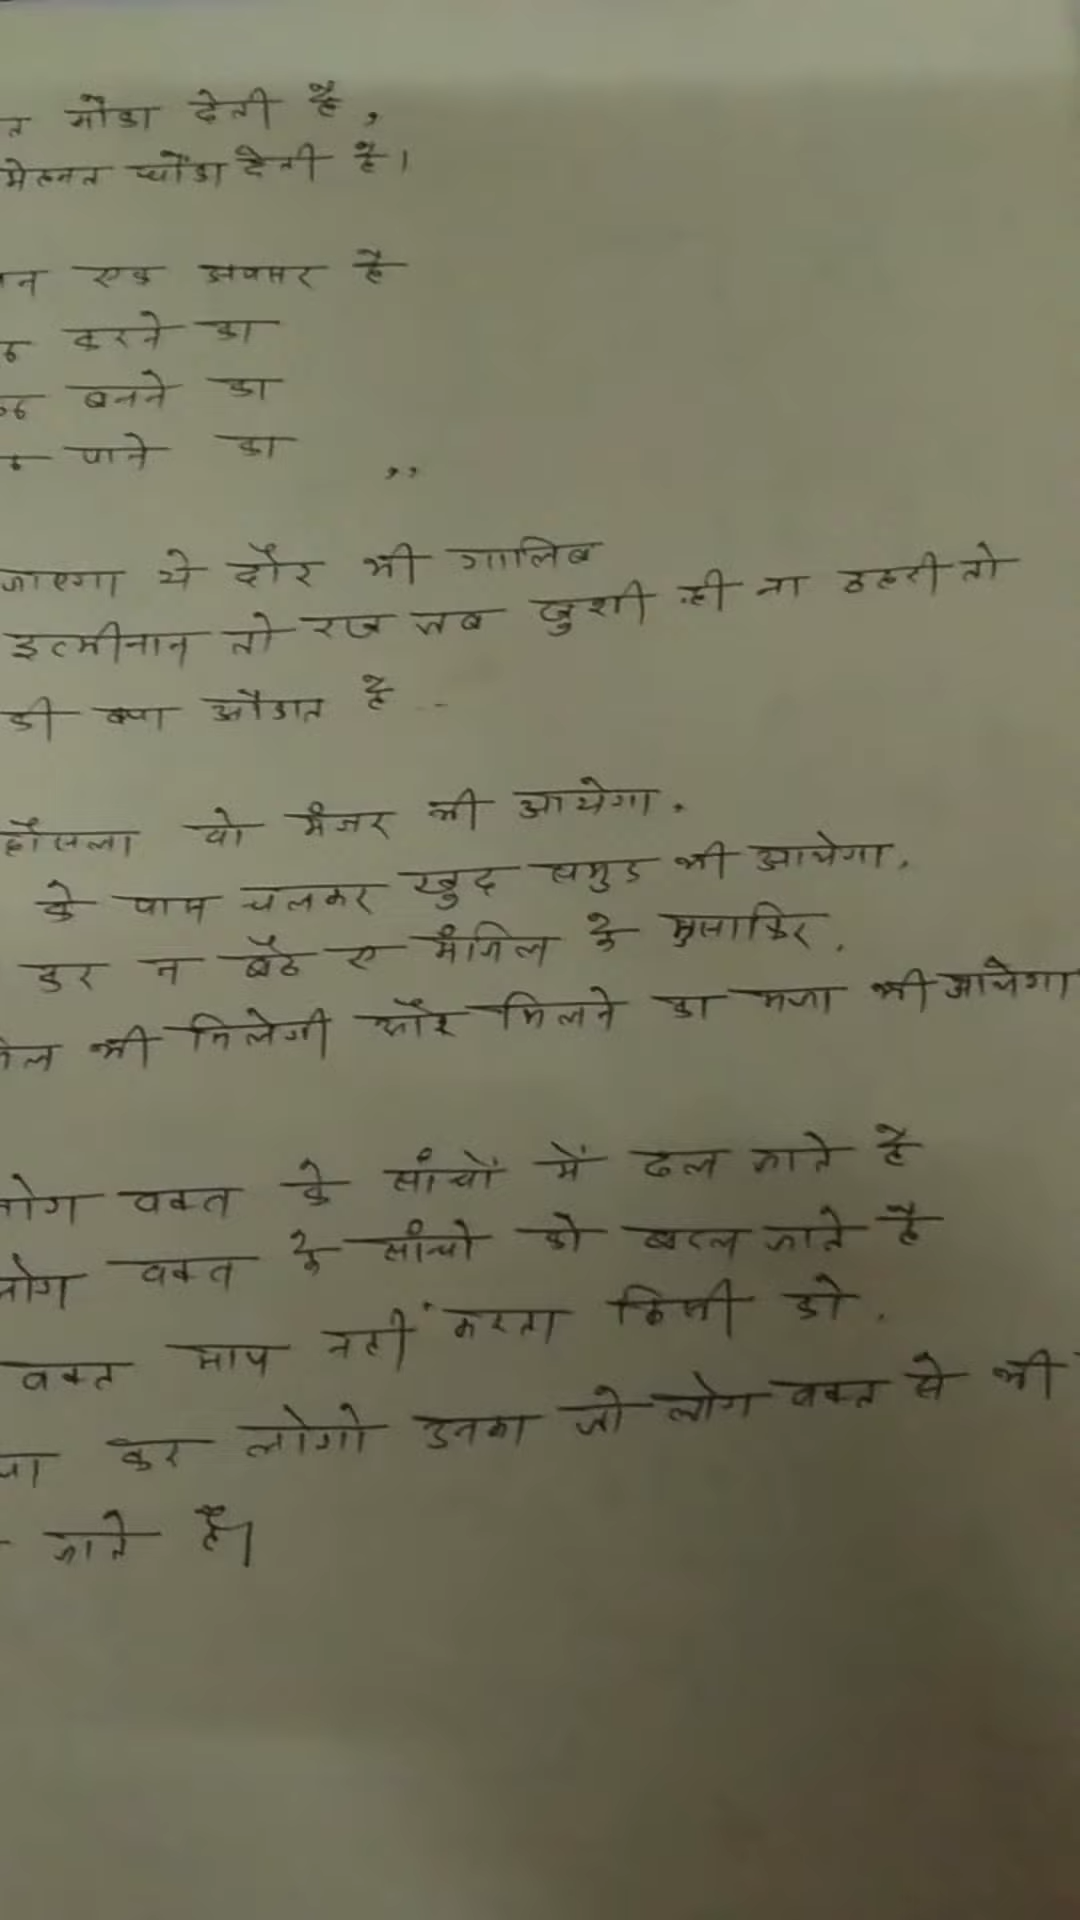 मौका देती है,
मेहनत चौंका देती है।
एक अवसर है
करने का
बनने का
पाने का ,,
जाएगा ये दौर भी गालिब
इत्मीनान तो रख जब खुशी ही ना ठहरी तो
की क्या औकात है ..
हौसला वो मंजर भी आयेगा.
के पास चलकर खुद समुद्र भी आयेगा.
कर न बैठ ए मंजिल के मुसाफिर.
भी मिलेगी और मिलने का मजा भी आयेगा
लोग वक्त के सांचों में ढल जाते है
लोग वक्त के सांचो को बदल जाते है
वक्त माफ नहीं करता किसी को.
कर लोगो उनका जो लोग वक्त से भी
जाते है।